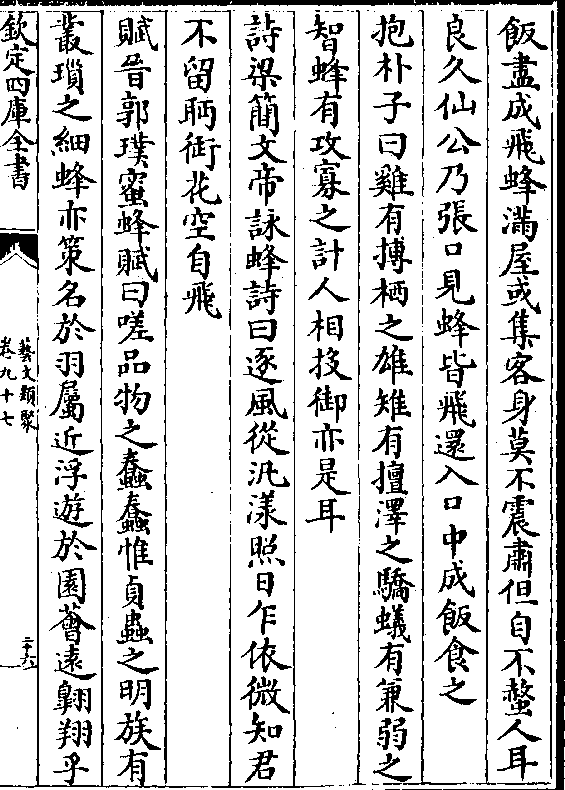 飯盡成飛蜂滿屋或集客身莫不震肅但自不螫人耳
良久仙公乃張口見蜂皆飛還入口中成飯食之
抱朴子曰雞有摶栖之雄雉有擅澤之驕蟻有兼弱之
智蜂有攻寡之計人相投御亦是耳
詩梁簡文帝詠蜂詩曰逐風從汎漾照日乍依微知君
不留眄衒花空自飛
賦晉郭璞蜜蜂賦曰嗟品物之蠢蠢惟貞蟲之明族有
叢瑣之細蜂亦策名於羽屬近浮遊於園薈遠翺翔乎
欽定四庫全書
藝文類聚
卷九十七
二十六